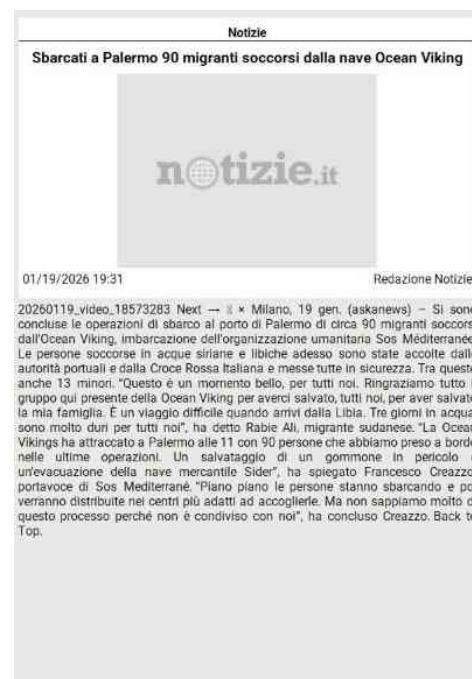 Notizie
Sbarcati a Palermo 90 migranti soccorsi dalla nave Ocean Viking
notizie.it
01/19/2026 19:31
Redazione Notizie
20260119_video_18573283 Next → × Milano, 19 gen. (askanews) – Si sono
concluse le operazioni di sbarco al porto di Palermo di circa 90 migranti soccorsi
dall'Ocean Viking, imbarcazione dell'organizzazione umanitaria Sos Méditerranée.
Le persone soccorse in acque siriane e libiche adesso sono state accolte dalle
autorità portuali e dalla Croce Rossa Italiana e messe tutte in sicurezza. Tra queste
anche 13 minori. "Questo è un momento bello, per tutti noi. Ringraziamo tutto
gruppo qui presente della Ocean Viking per averci salvato, tutti noi, per aver salvato
la mia famiglia. È un viaggio difficile quando arrivi dalla Libia. Tre giorni in acqua
sono molto duri per tutti noi", ha detto Rabie Ali, migrante sudanese. "La Ocean
Vikings ha attraccato a Palermo alle 11 con 90 persone che abbiamo preso a bordo
nelle ultime operazioni. Un salvataggio di un gommone in pericolo
un'evacuazione della nave mercantile Sider", ha spiegato Francesco Creazzo,
portavoce di Sos Mediterrané. "Piano piano le persone stanno sbarcando e poi
verranno distribuite nei centri più adatti ad accoglierle. Ma non sappiamo molto di
questo processo perché non è condiviso con noi", ha concluso Creazzo. Back to
Top.